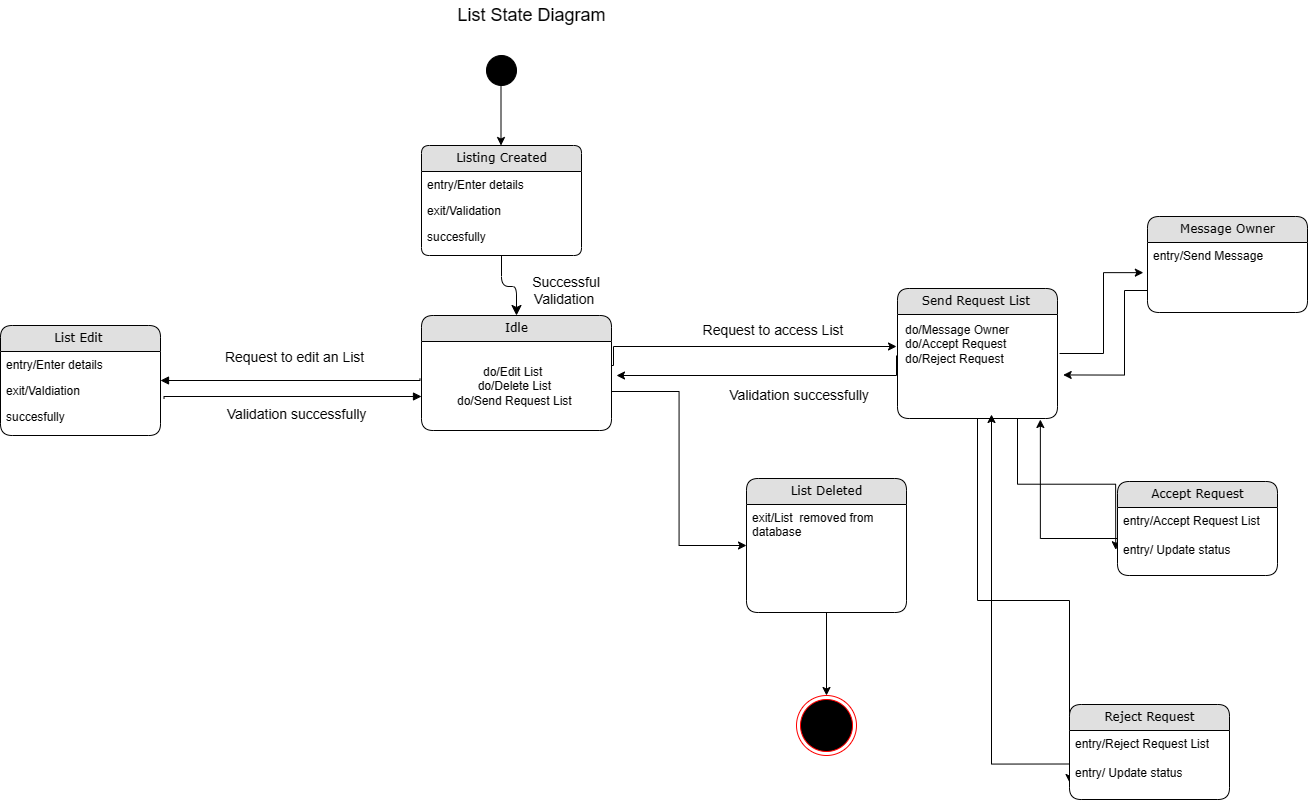 List State Diagram
Listing Created
entry/Enter details
exit/Validation
succesfully
Successful
Validation
Idle
do/Edit List
do/Delete List
do/Send Request List
List Edit
entry/Enter details
exit/Valdiation
succesfully
Request to edit an List
Validation successfully
Request to access List
Validation successfully
Send Request List
do/Message Owner
do/Accept Request
do/Reject Request
Message Owner
entry/Send Message
List Deleted
exit/List  removed from
database
Accept Request
entry/Accept Request List
entry/ Update status
Reject Request
entry/Reject Request List
entry/ Update status